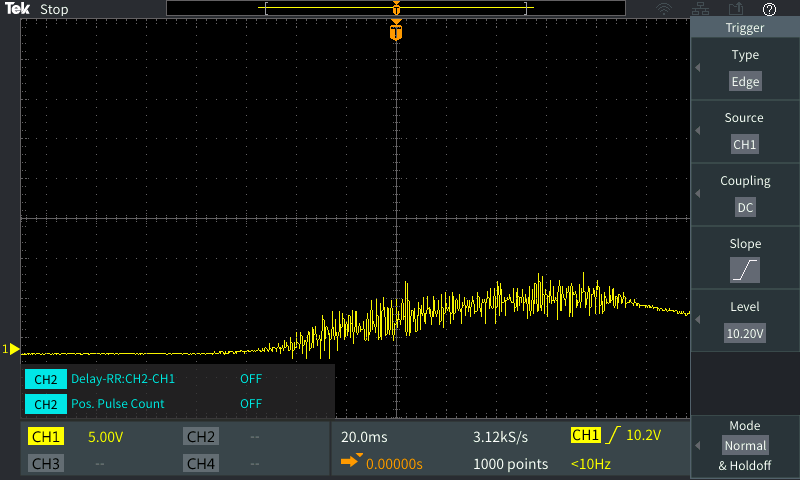 Tek Stop
T
?
T
Trigger
Type
Edge
Source
CH1
Coupling
DC
Slope
Level
10.20V
1
CH2 Delay-RR:CH2-CH1 OFF
CH2 Pos. Pulse Count OFF
CH1 5.00V CH2 -- 20.0ms 3.12kS/s CH1 10.2V
CH3 -- CH4 -- 0.00000s 1000 points <10Hz
Mode
Normal
& Holdoff